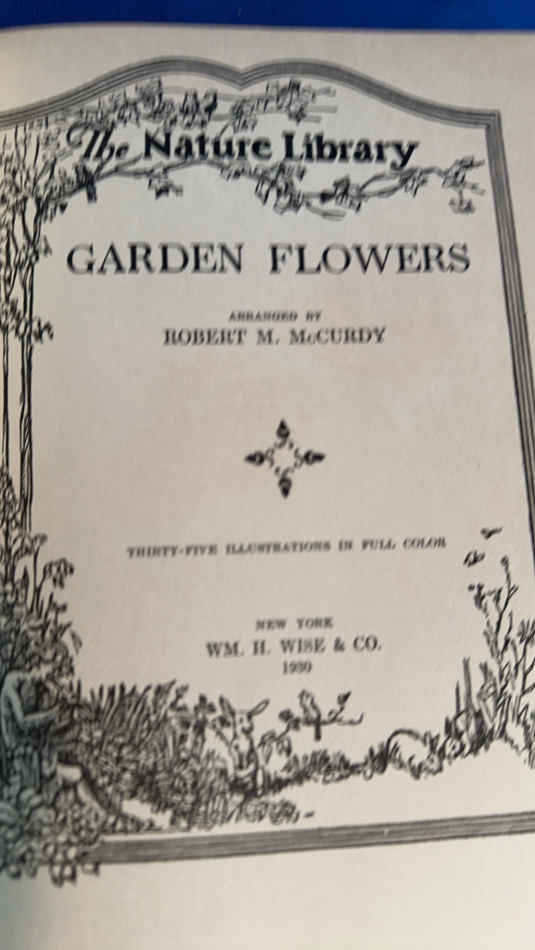 The Nature Library
GARDEN FLOWERS
ARRANGED BY
ROBERT M. McCURDY
THIRTY-FIVE ILLUSTRATIONS IN FULL COLOR
NEW YORK
WM. H. WISE & CO.
1930